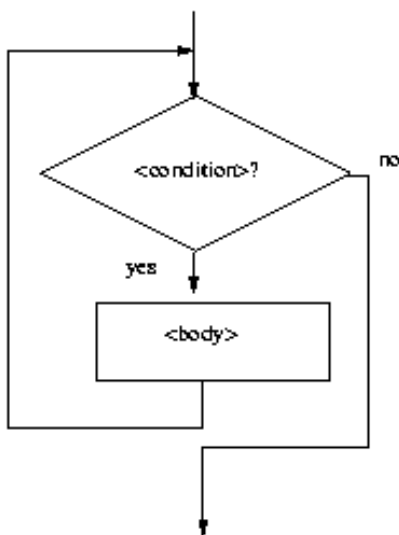 <condition>?
no
yes
<body>